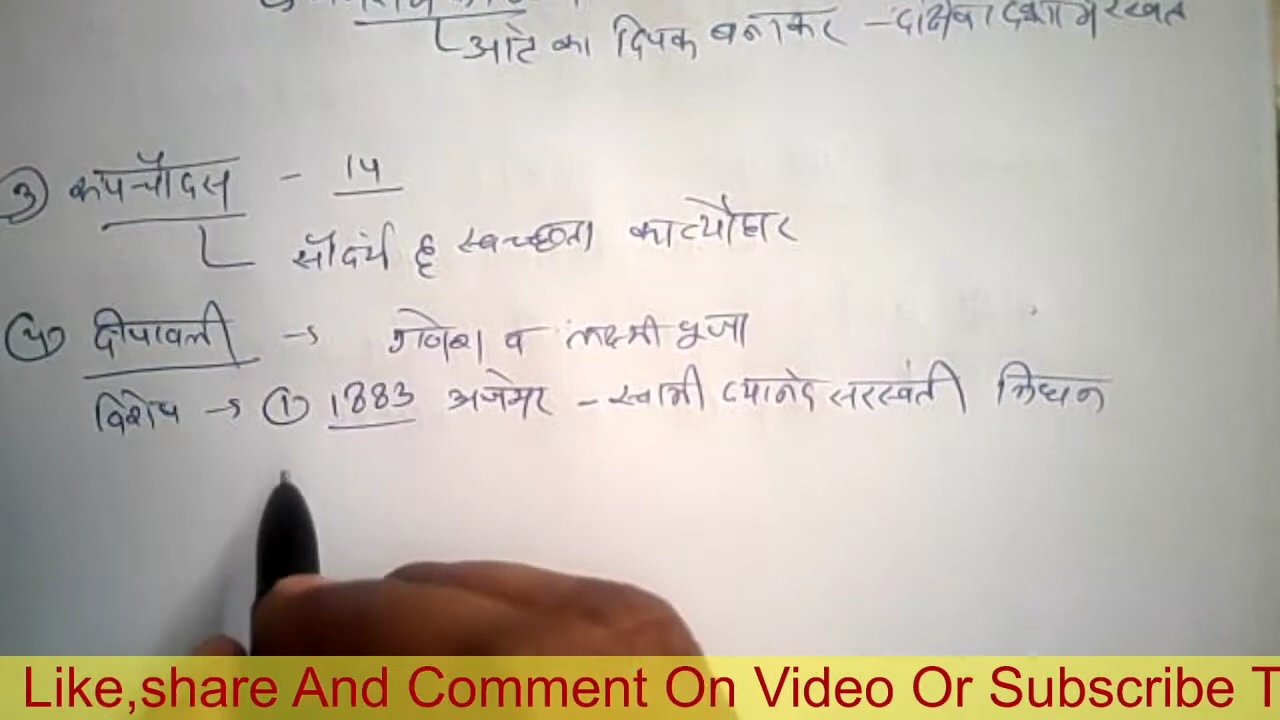 आटे का दिपक बनाकर – दक्षिण दिशा में रखते
③ रूपचौदस – 14
सौंदर्य व स्वच्छता का त्यौहार
④ दीपावली → गणेश व लक्ष्मी पूजा
विशेष → ① 1883 अजमेर – स्वामी दयानंद सरस्वती निधन
Like,share And Comment On Video Or Subscribe T